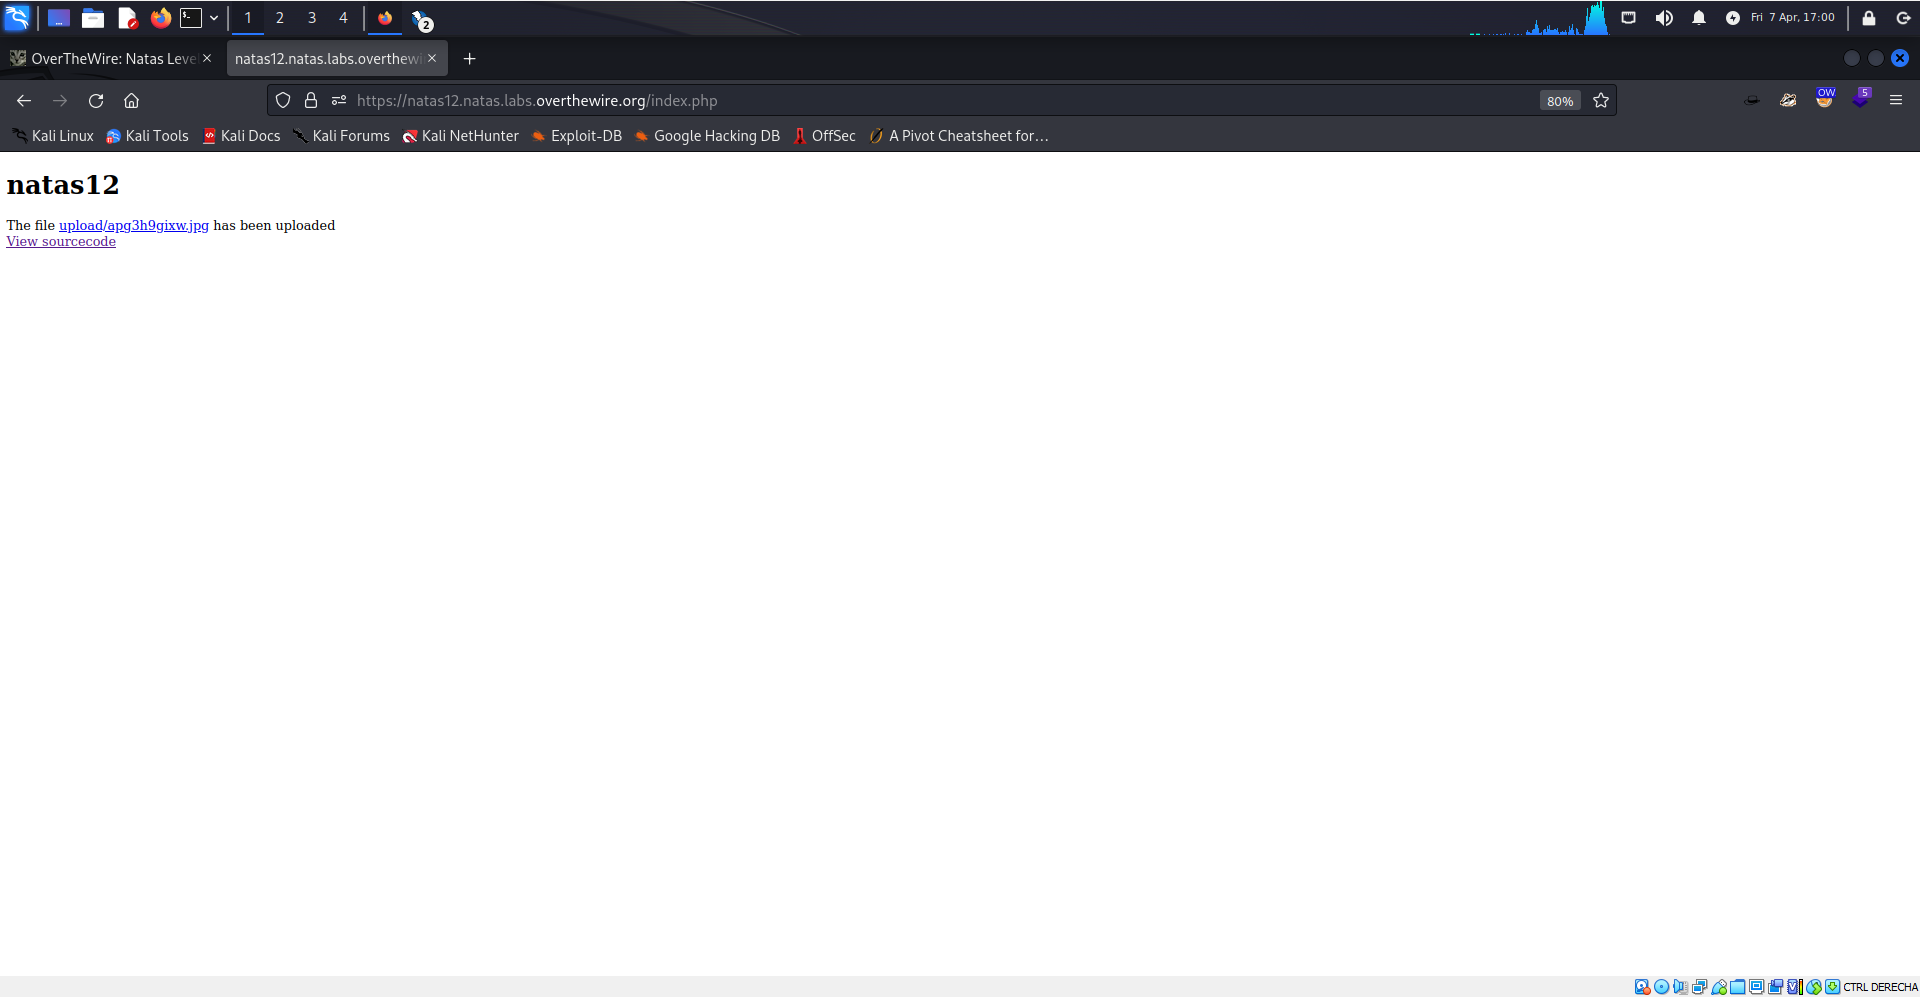 1 2 3 4 2 Fri 7 Apr, 17:00
OverTheWire: Natas Leve natas12.natas.labs.overthewi
https://natas12.natas.labs.overthewire.org/index.php 80% OW 5
Kali Linux Kali Tools Kali Docs Kali Forums Kali NetHunter Exploit-DB Google Hacking DB OffSec A Pivot Cheatsheet for…
natas12
The file upload/apg3h9gixw.jpg has been uploaded
View sourcecode
CTRL DERECHA